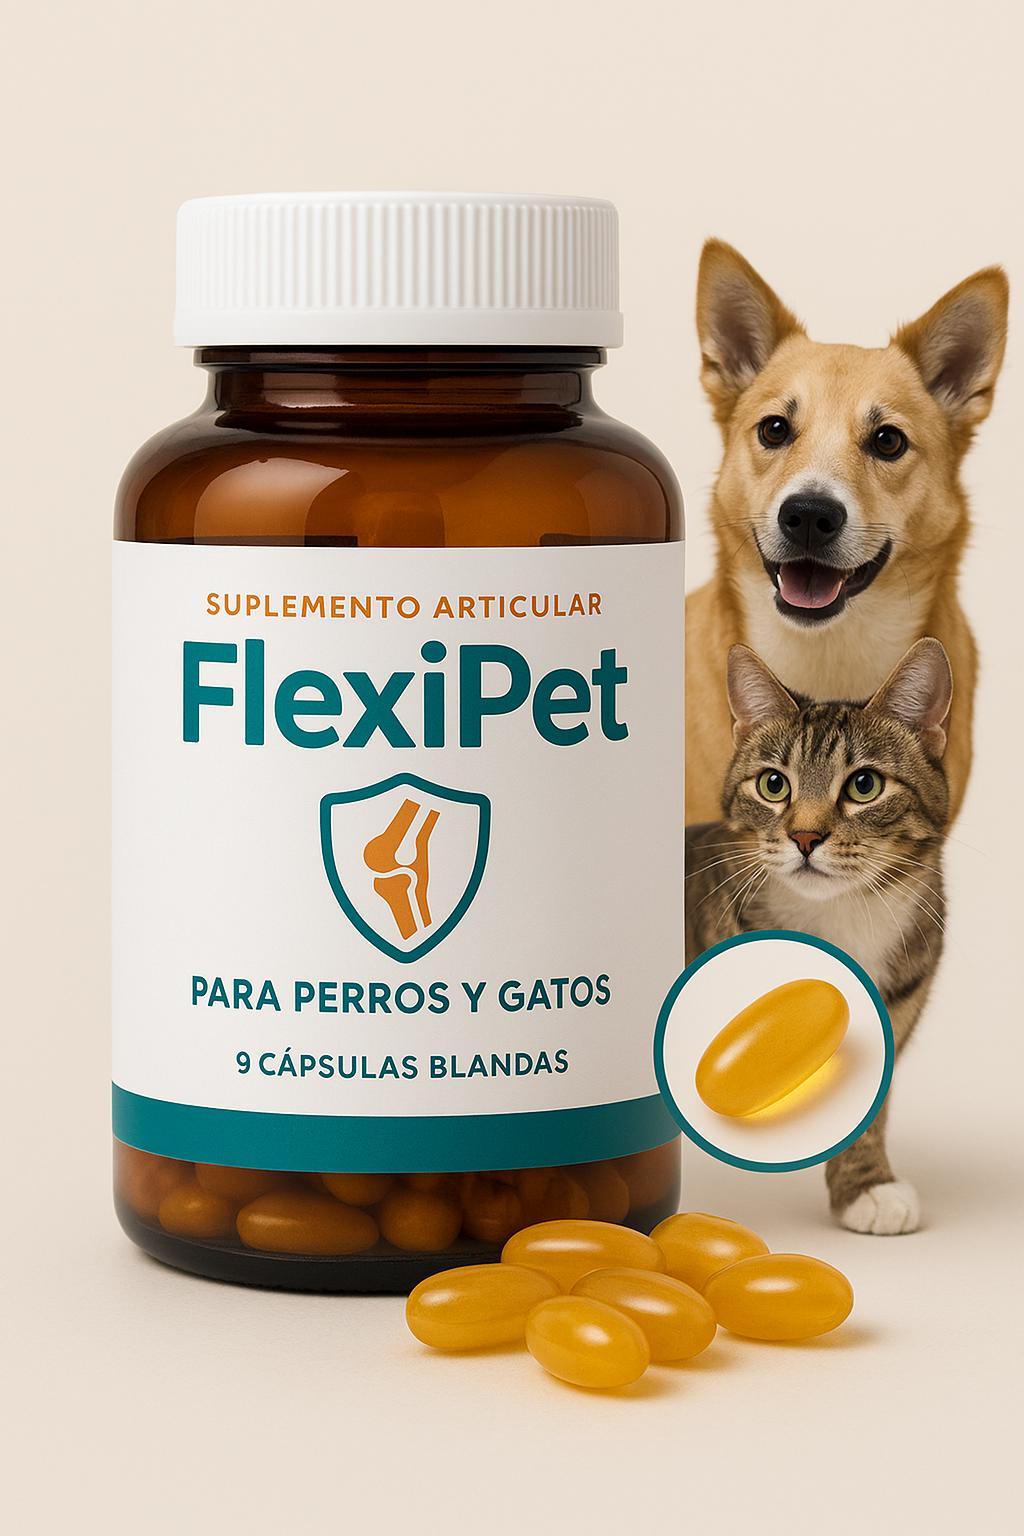 SUPLEMENTO ARTICULAR
FlexiPet
PARA PERROS Y GATOS
9 CÁPSULAS BLANDAS